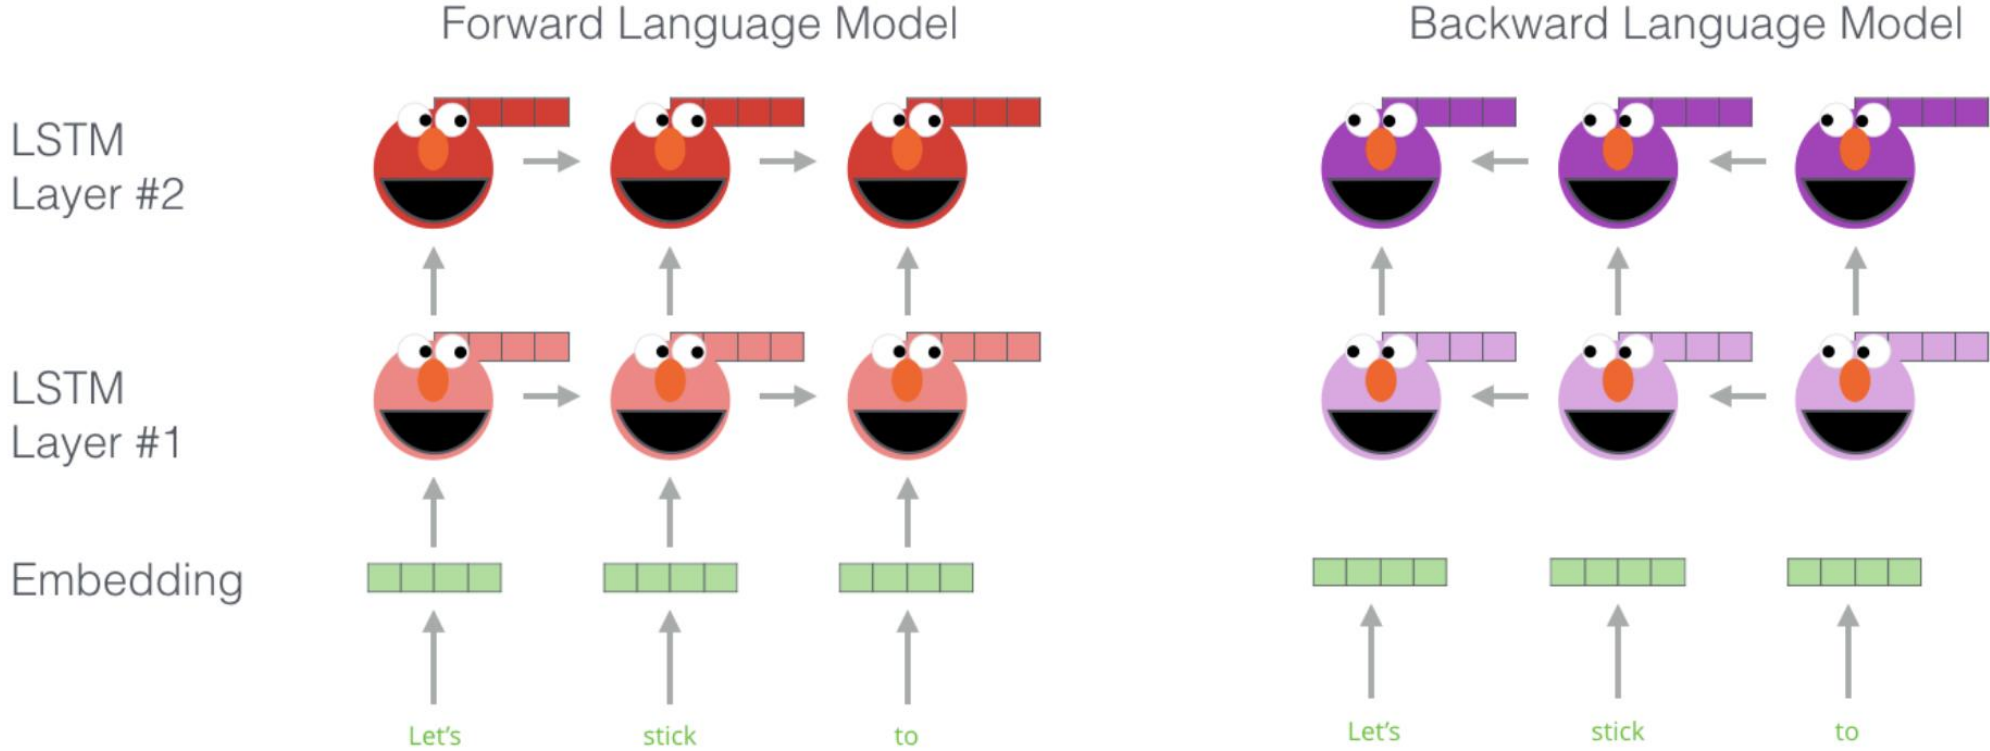 Forward Language Model
Backward Language Model
LSTM
Layer #2
LSTM
Layer #1
Embedding
Let’s stick to
Let’s stick to